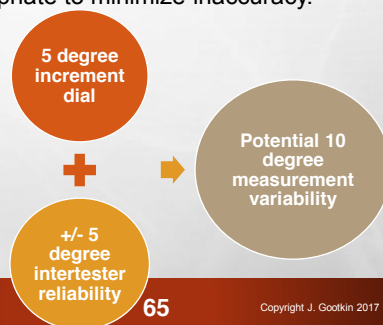 to minimize inaccuracy.
5 degree
increment
dial
+/- 5
degree
intertester
reliability
Potential 10
degree
measurement
variability
65
Copyright J. Gootkin 2017